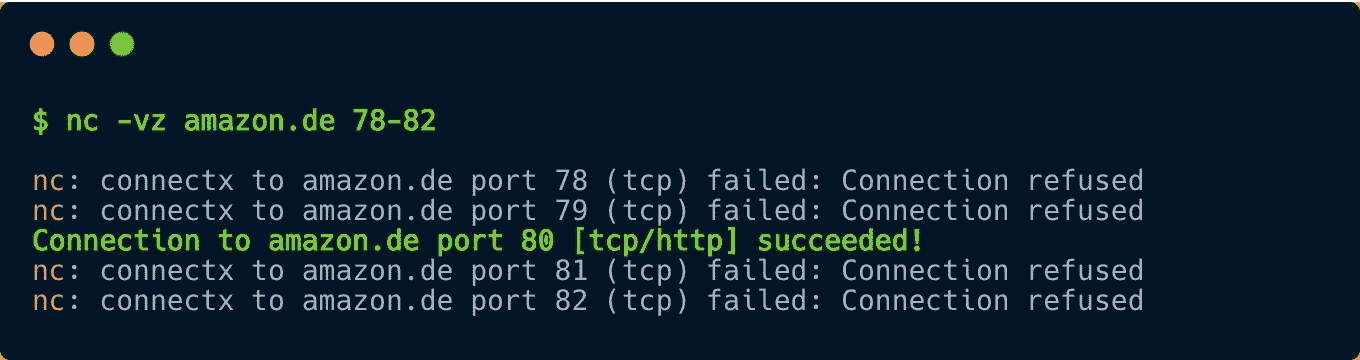 $ nc -vz amazon.de 78-82
nc: connectx to amazon.de port 78 (tcp) failed: Connection refused
nc: connectx to amazon.de port 79 (tcp) failed: Connection refused
Connection to amazon.de port 80 [tcp/http] succeeded!
nc: connectx to amazon.de port 81 (tcp) failed: Connection refused
nc: connectx to amazon.de port 82 (tcp) failed: Connection refused